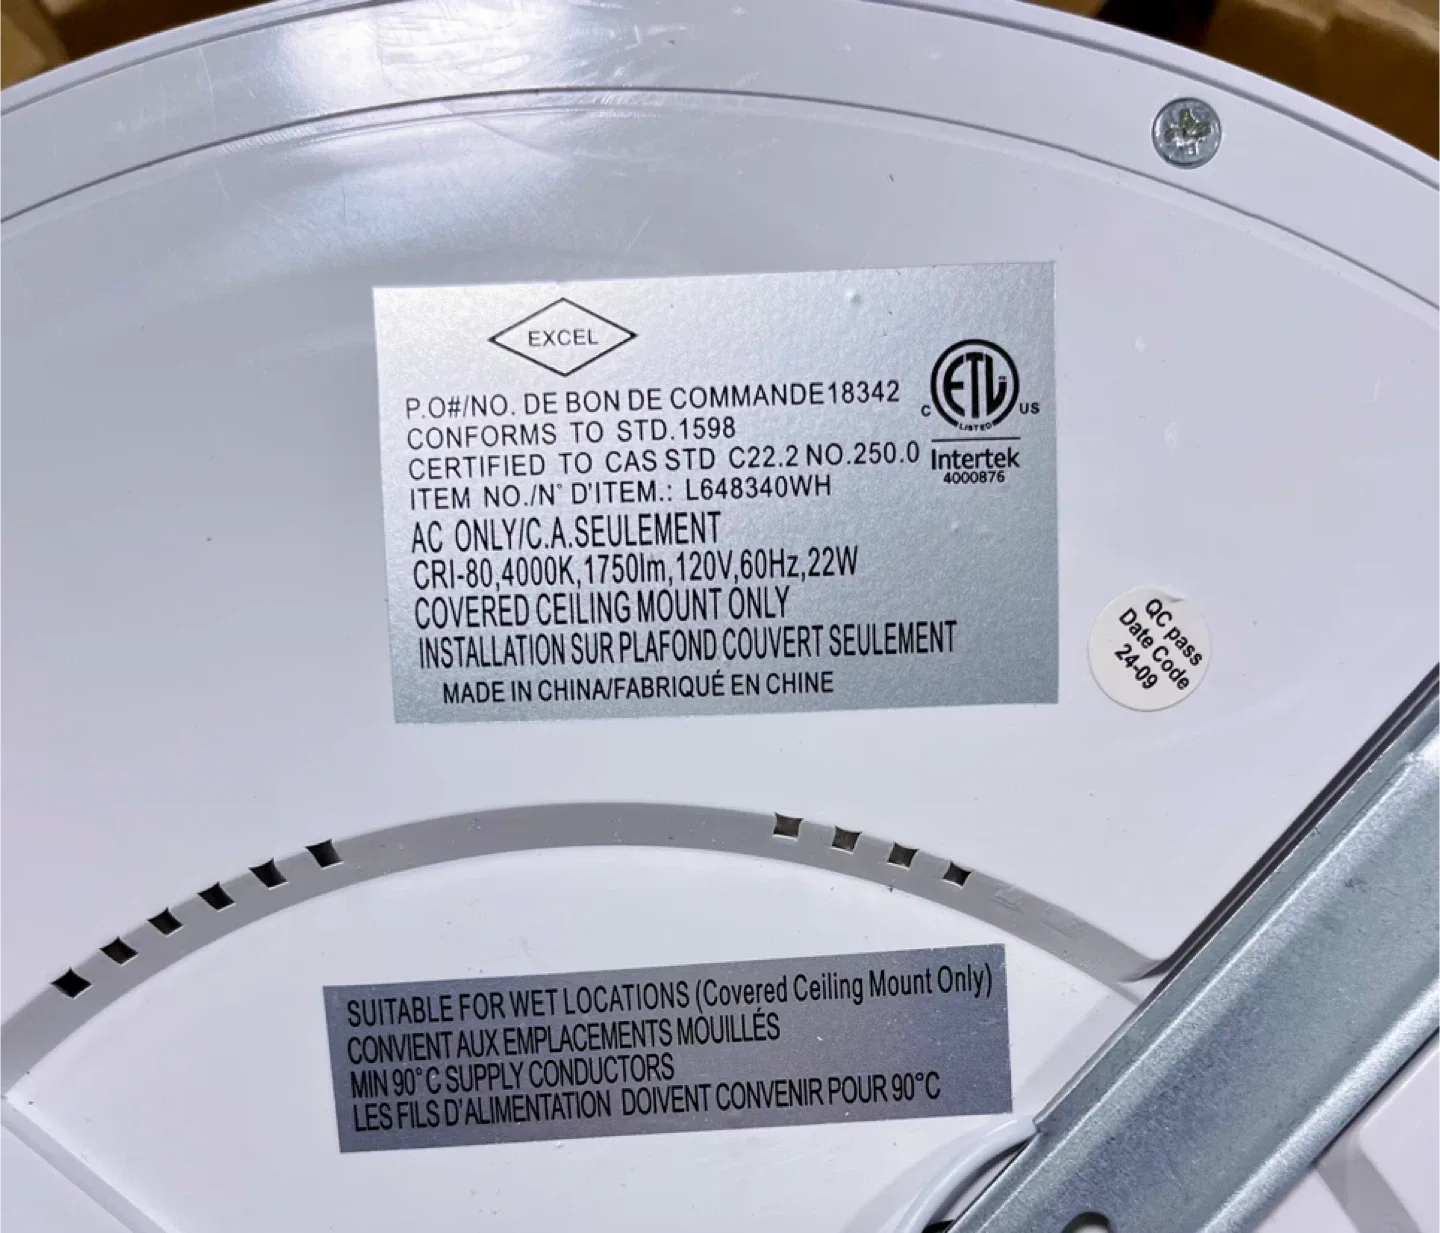 EXCEL
P.O#/NO. DE BON DE COMMANDE18342
CONFORMS TO STD.1598
CERTIFIED TO CAS STD C22.2 NO.250.0
ITEM NO./N° D'ITEM.: L648340WH
AC ONLY/C.A.SEULEMENT
CRI-80,4000K,1750lm,120V,60Hz,22W
COVERED CEILING MOUNT ONLY
INSTALLATION SUR PLAFOND COUVERT SEULEMENT
MADE IN CHINA/FABRIQUÉ EN CHINE
ETL
C US
LISTED
Intertek
4000876
QC pass
Date Code
24-09
SUITABLE FOR WET LOCATIONS (Covered Ceiling Mount Only)
CONVIENT AUX EMPLACEMENTS MOUILLÉS
MIN 90°C SUPPLY CONDUCTORS
LES FILS D'ALIMENTATION DOIVENT CONVENIR POUR 90°C